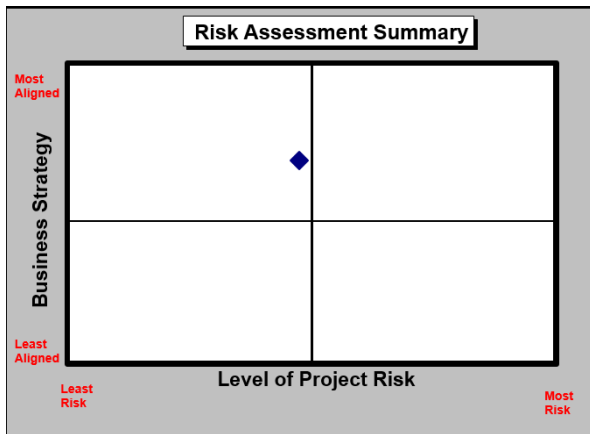 Risk Assessment Summary
Most
Aligned
Business Strategy
Least
Aligned
Level of Project Risk
Least
Risk
Most
Risk